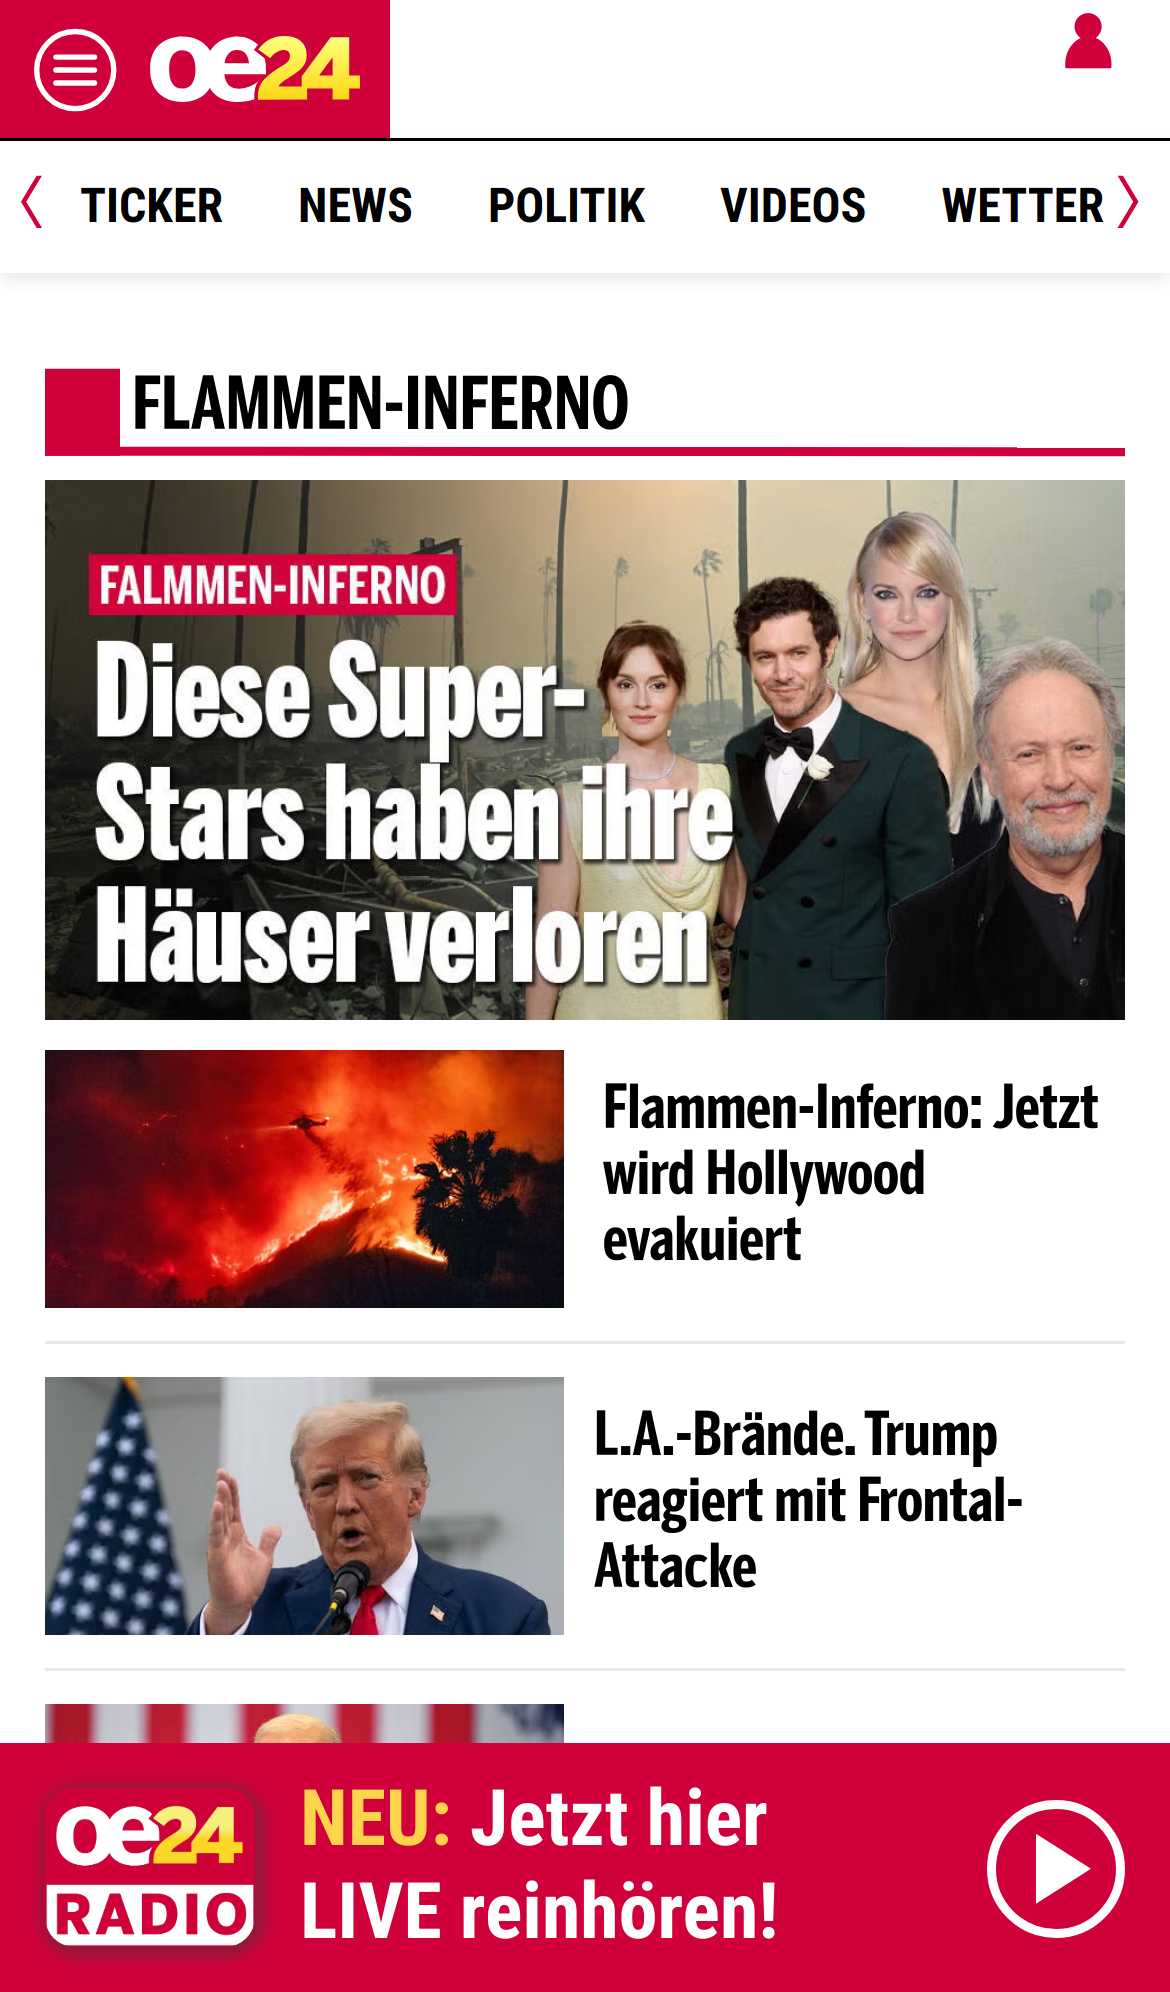 oe24
TICKER
NEWS
POLITIK
VIDEOS
WETTER
FLAMMEN-INFERNO
FALMMEN-INFERNO
Diese Super-
Stars haben ihre
Häuser verloren
Flammen-Inferno: Jetzt
wird Hollywood
evakuiert
L.A.-Brände. Trump
reagiert mit Frontal-
Attacke
oe24
RADIO
NEU: Jetzt hier
LIVE reinhören!